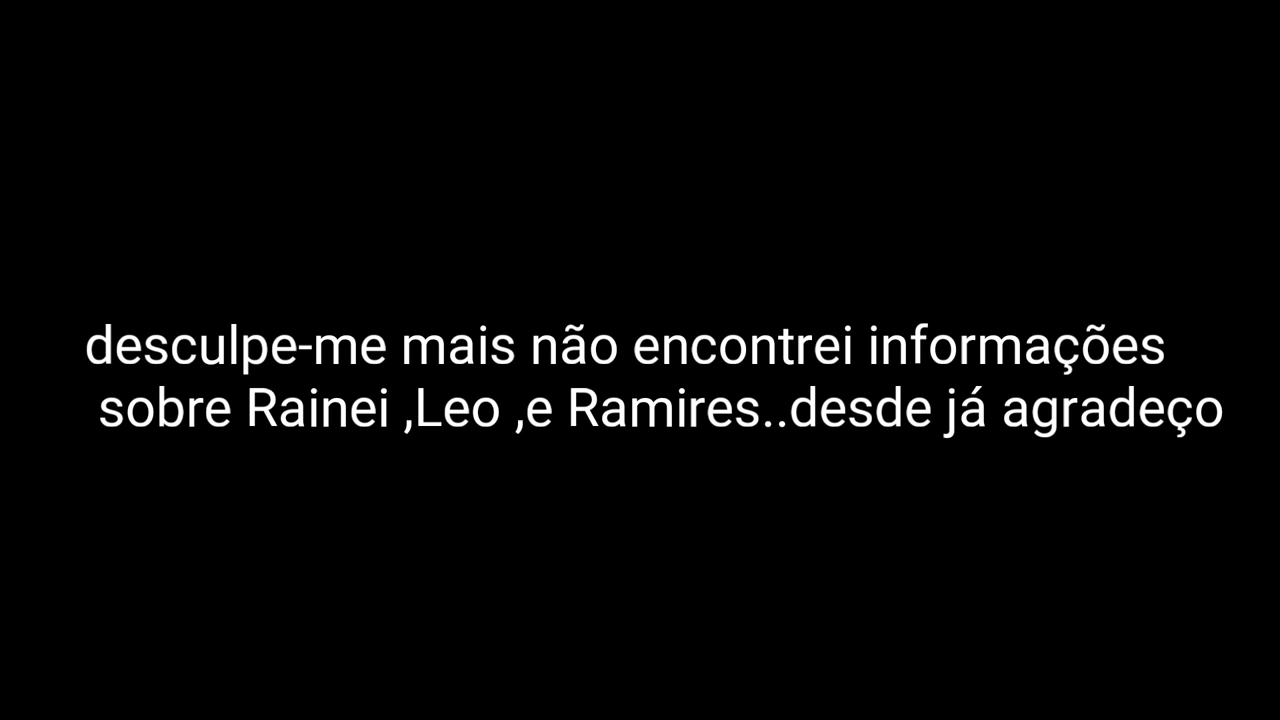 desculpe-me mais não encontrei informações
sobre Rainei ,Leo ,e Ramires..desde já agradeço